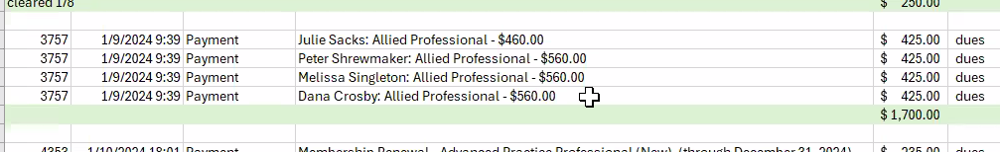 cleared 1/8 $ 250.00
3757 1/9/2024 9:39 Payment Julie Sacks: Allied Professional - $460.00 $ 425.00 dues
3757 1/9/2024 9:39 Payment Peter Shrewmaker: Allied Professional - $560.00 $ 425.00 dues
3757 1/9/2024 9:39 Payment Melissa Singleton: Allied Professional - $560.00 $ 425.00 dues
3757 1/9/2024 9:39 Payment Dana Crosby: Allied Professional - $560.00 $ 425.00 dues
$ 1,700.00
4353 1/10/2024 18:01 Payment Membership Renewal - Advanced Practice Professional (New) (through December 31, 2024) $ 235.00 dues